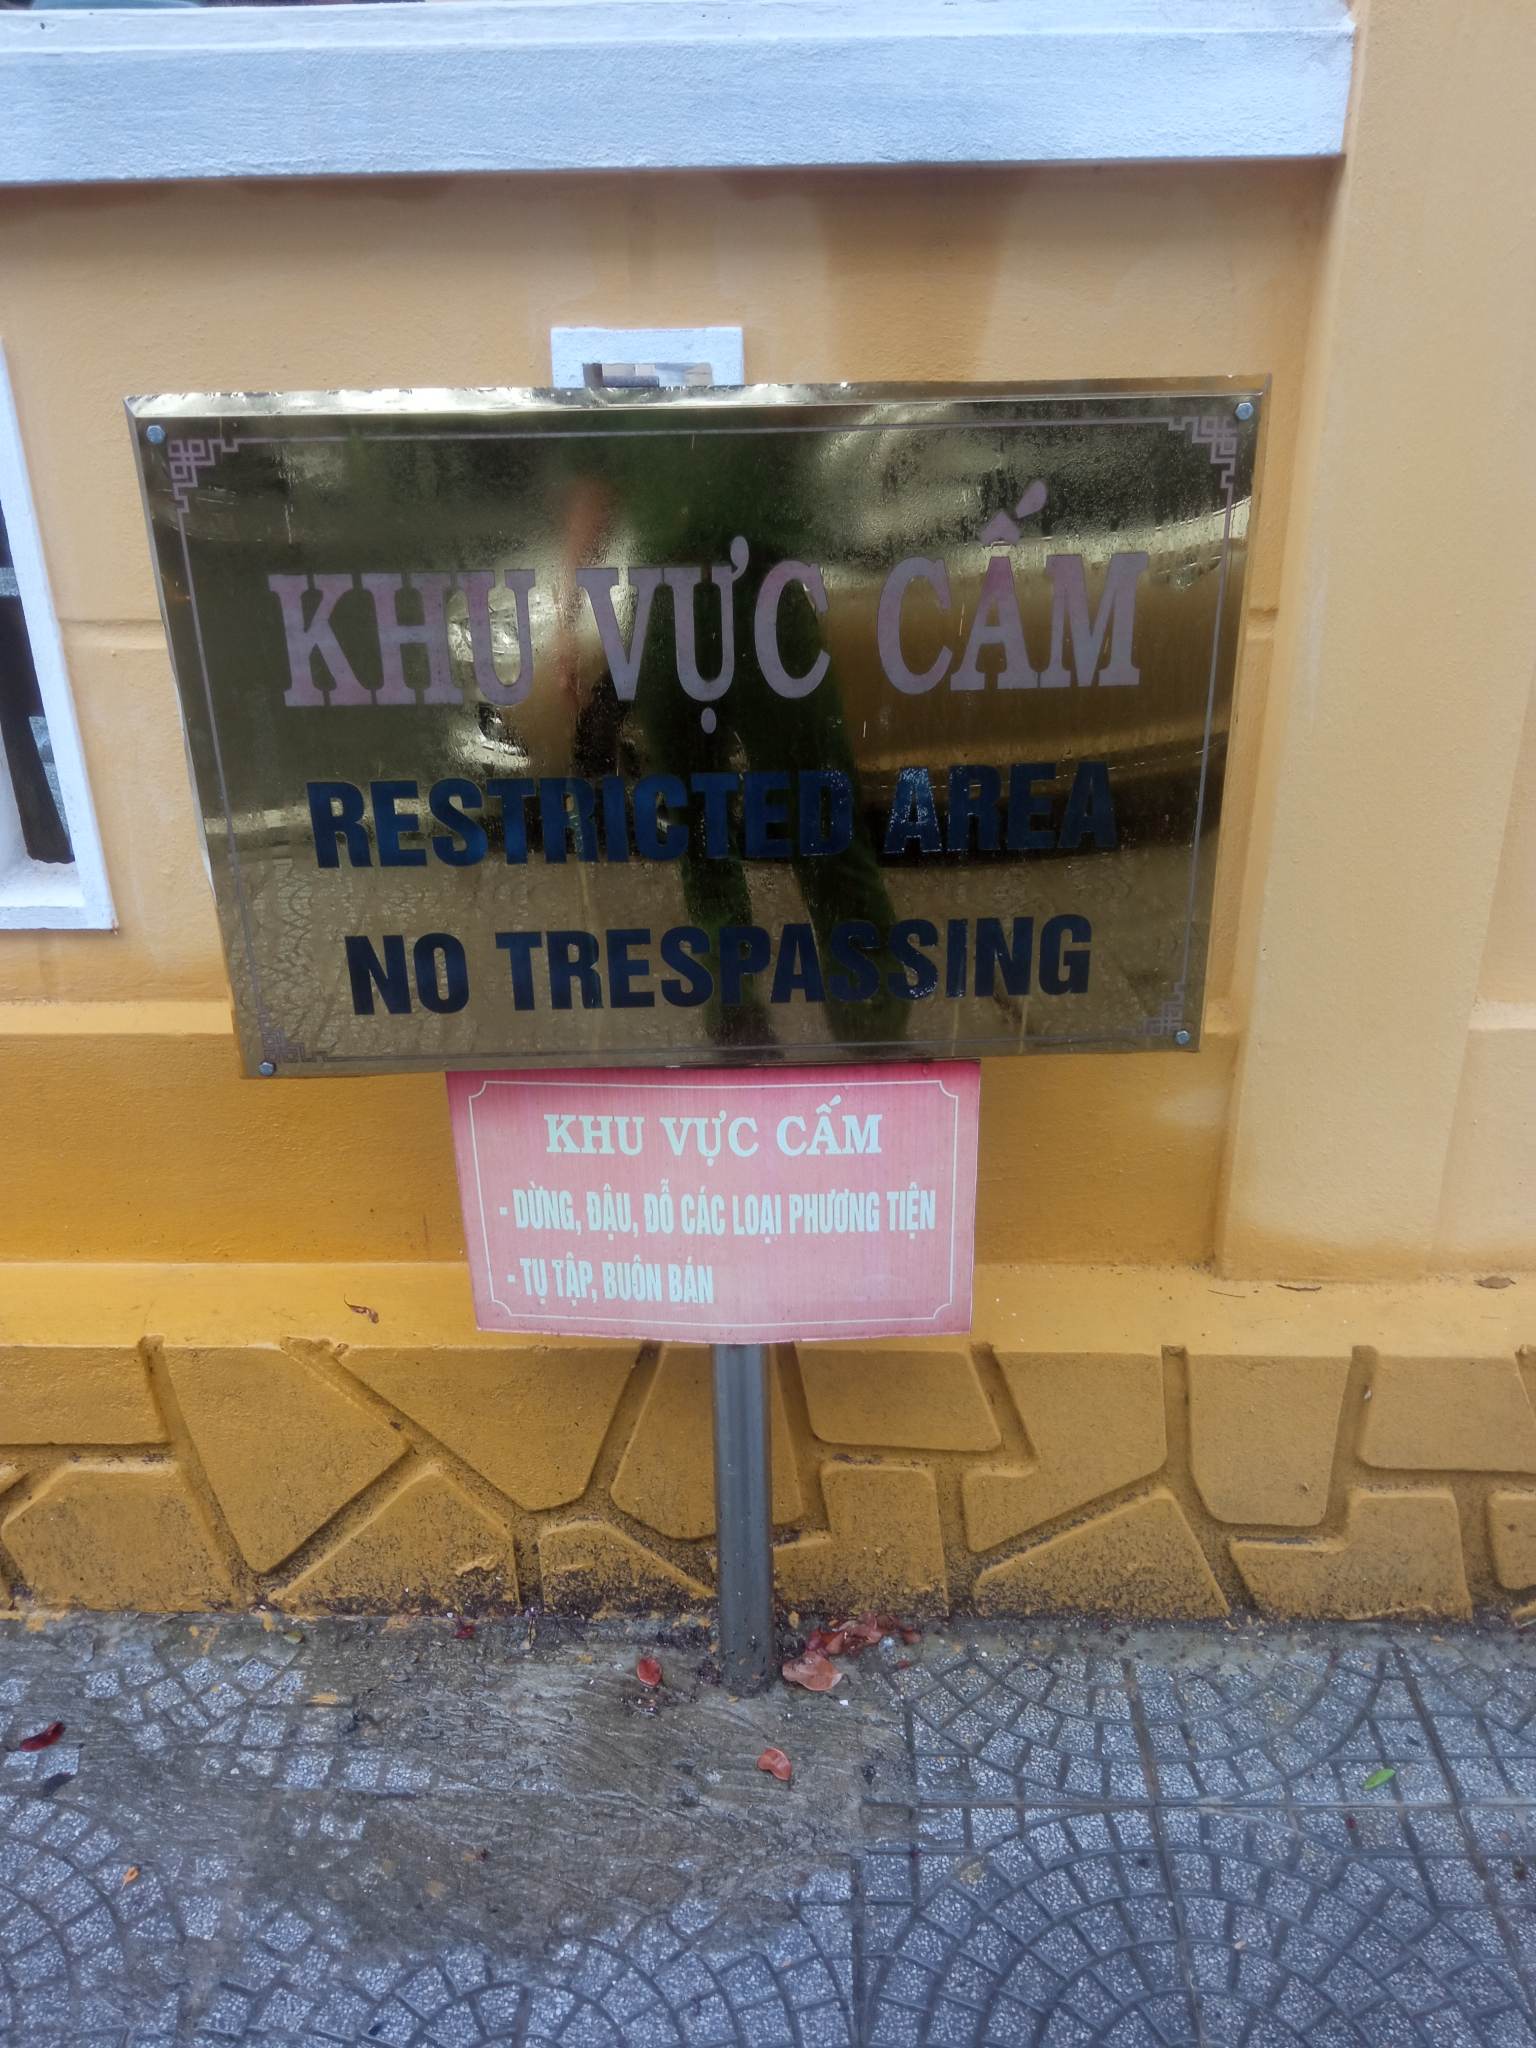 KHU VỰC CẤM
RESTRICTED AREA
NO TRESPASSING
KHU VỰC CẤM
- DỪNG, ĐẬU, ĐỖ CÁC LOẠI PHƯƠNG TIỆN
- TỤ TẬP, BUÔN BÁN